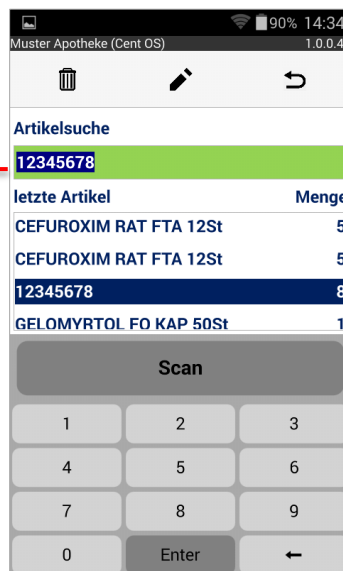 90% 14:34
Muster Apotheke (Cent OS) 1.0.0.4
Artikelsuche
12345678
letzte Artikel Menge
CEFUROXIM RAT FTA 12St 5
CEFUROXIM RAT FTA 12St 5
12345678 8
GELOMYRTOL FO KAP 50St 1
Scan
1 2 3
4 5 6
7 8 9
0 Enter ←